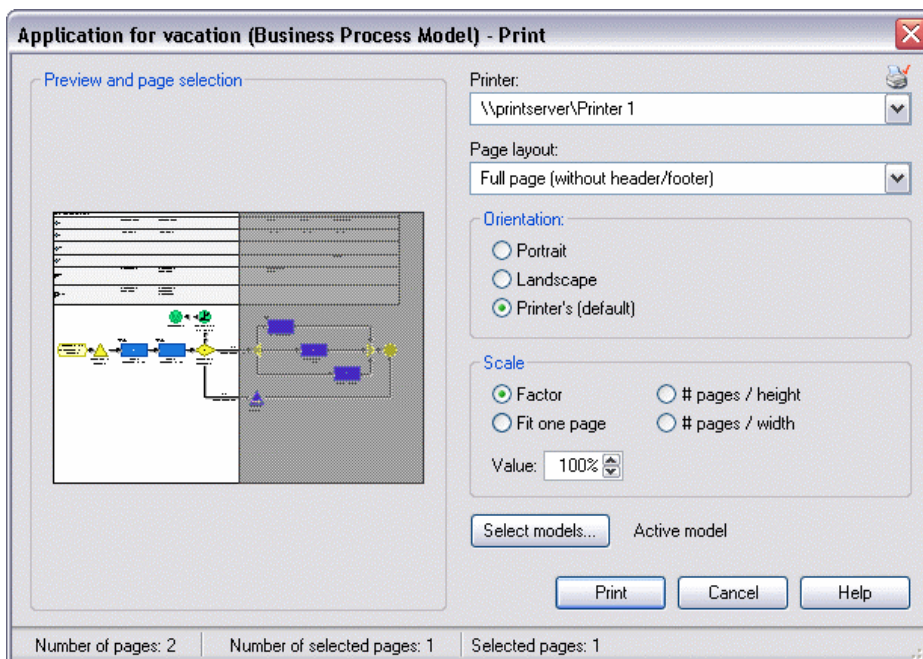 Application for vacation (Business Process Model) - Print
Preview and page selection
Printer:
\\printserver\Printer 1
Page layout:
Full page (without header/footer)
Orientation:
Portrait
Landscape
Printer's (default)
Scale
Factor
# pages / height
Fit one page
# pages / width
Value: 100%
Select models... Active model
Print Cancel Help
Number of pages: 2 Number of selected pages: 1 Selected pages: 1